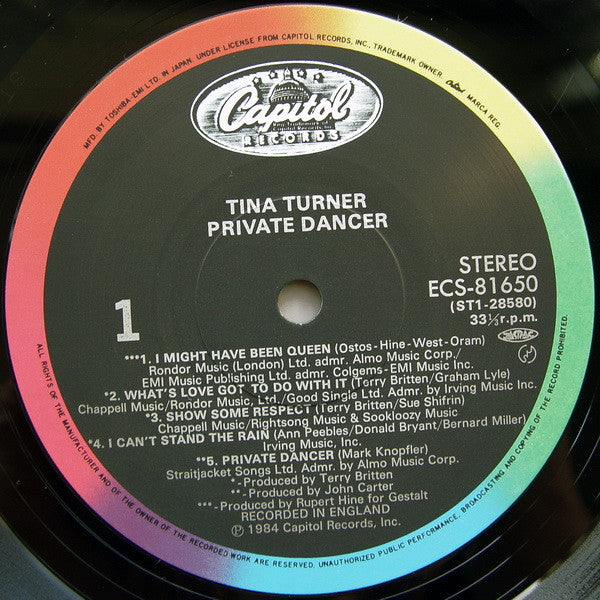 MFD. BY TOSHIBA-EMI LTD. IN JAPAN. UNDER LICENSE FROM CAPITOL RECORDS, INC., TRADEMARK OWNER. Capitol MARCA REG.
Capitol
RECORDS
TINA TURNER
PRIVATE DANCER
STEREO
ECS-81650
(ST1-28580)
33⅓r.p.m.
1
***1. I MIGHT HAVE BEEN QUEEN (Ostos-Hine-West-Oram)
Rondor Music (London) Ltd. admr. Almo Music Corp./
EMI Music Publishing Ltd. admr. Colgems-EMI Music Inc.
*2. WHAT'S LOVE GOT TO DO WITH IT (Terry Britten/Graham Lyle)
Chappell Music/Rondor Music, Ltd./Good Single Ltd. Admr. by Irving Music Inc.
*3. SHOW SOME RESPECT (Terry Britten/Sue Shifrin)
Chappell Music/Rightsong Music & Sookloozy Music
*4. I CAN'T STAND THE RAIN (Ann Peebles/Donald Bryant/Bernard Miller)
Irving Music, Inc.
**5. PRIVATE DANCER (Mark Knopfler)
Straitjacket Songs Ltd. Admr. by Almo Music Corp.
*-Produced by Terry Britten
**-Produced by John Carter
***-Produced by Rupert Hine for Gestalt
RECORDED IN ENGLAND
℗ 1984 Capitol Records, Inc.
ALL RIGHTS OF THE MANUFACTURER AND OF THE OWNER OF THE RECORDED WORK ARE RESERVED. UNAUTHORIZED PUBLIC PERFORMANCE, BROADCASTING AND COPYING OF THE RECORD PROHIBITED.